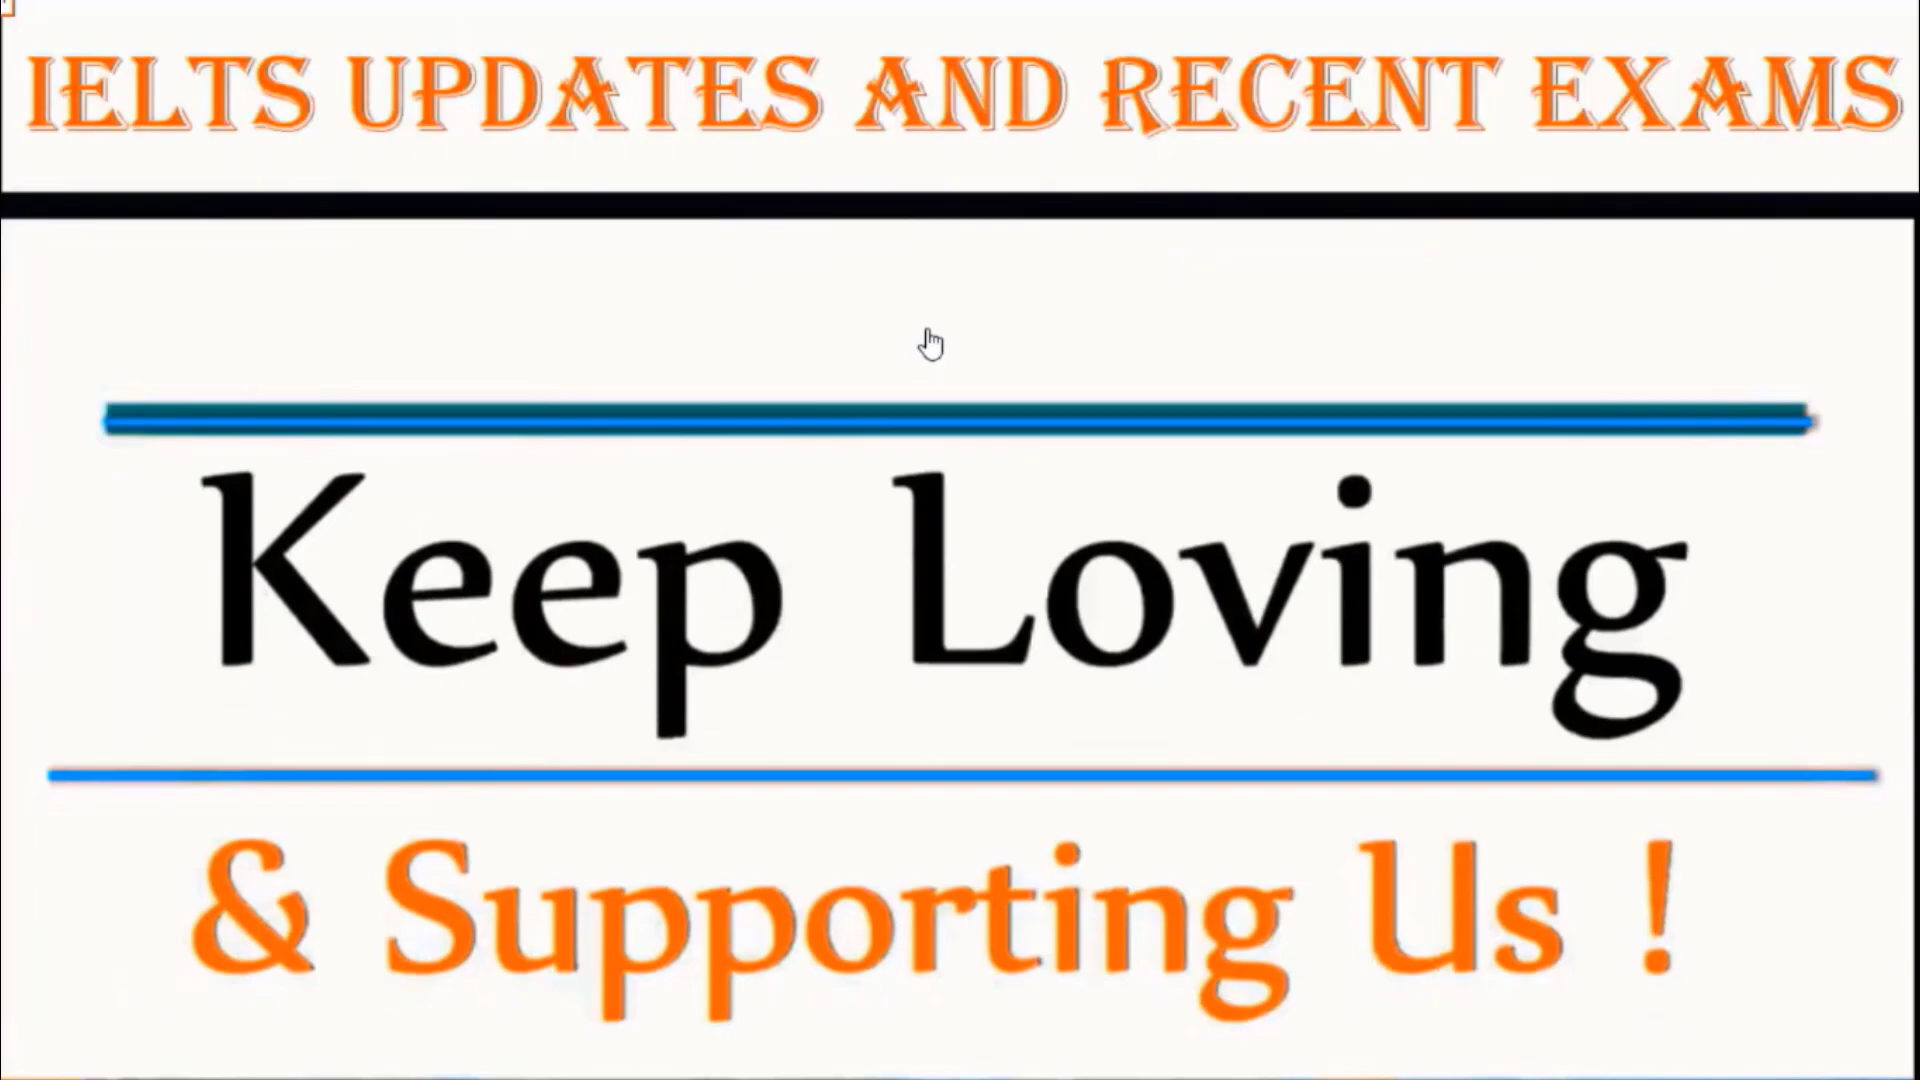 IELTS UPDATES AND RECENT EXAMS
Keep Loving
& Supporting Us !